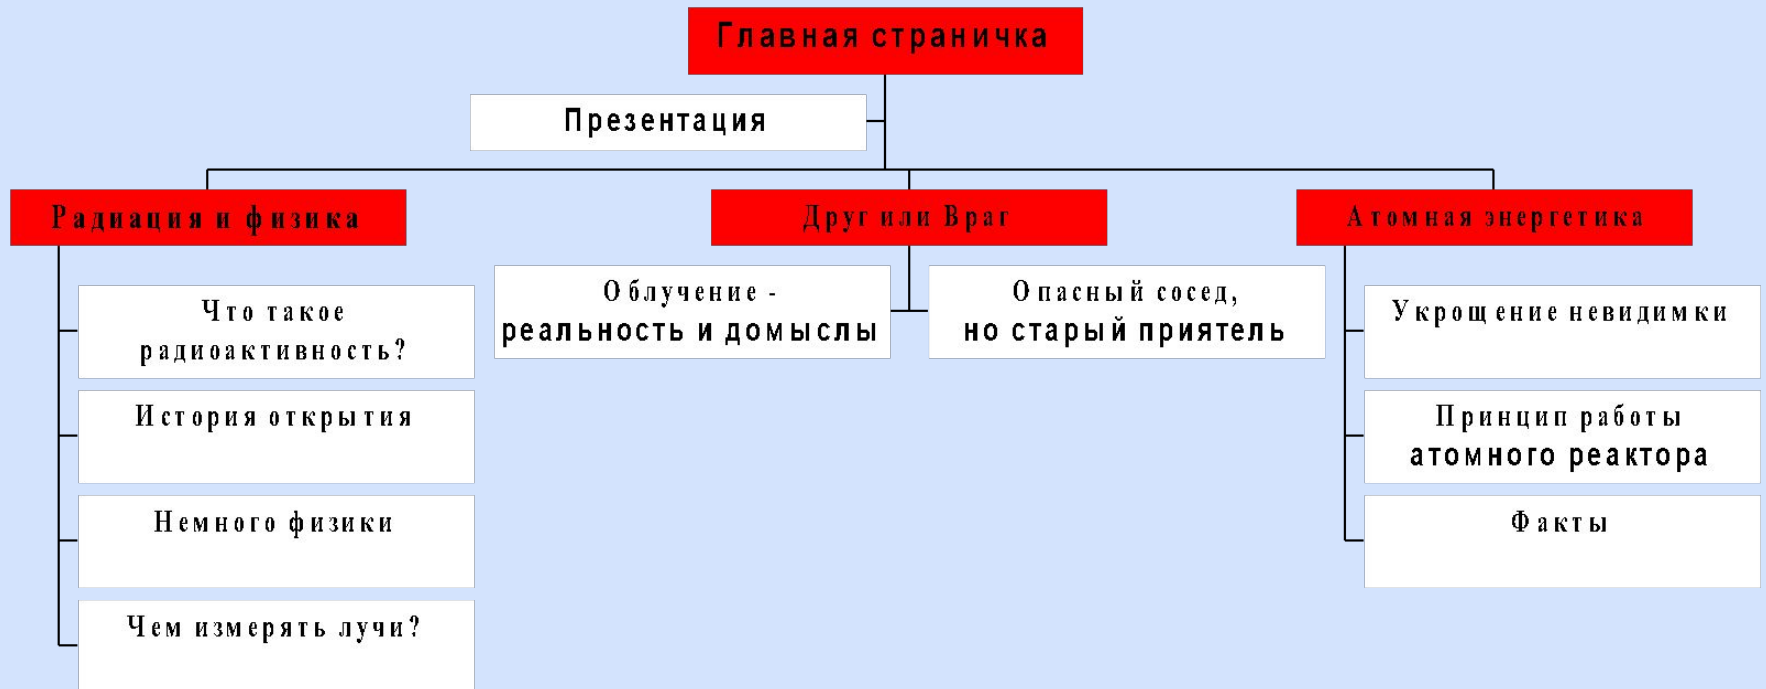 Главная страничка
Презентация
Радиация и физика
Друг или Враг
Атомная энергетика
Что такое
радиоактивность?
История открытия
Немного физики
Чем измерять лучи?
Облучение -
реальность и домыслы
Опасный сосед,
но старый приятель
Укрощение невидимки
Принцип работы
атомного реактора
Факты